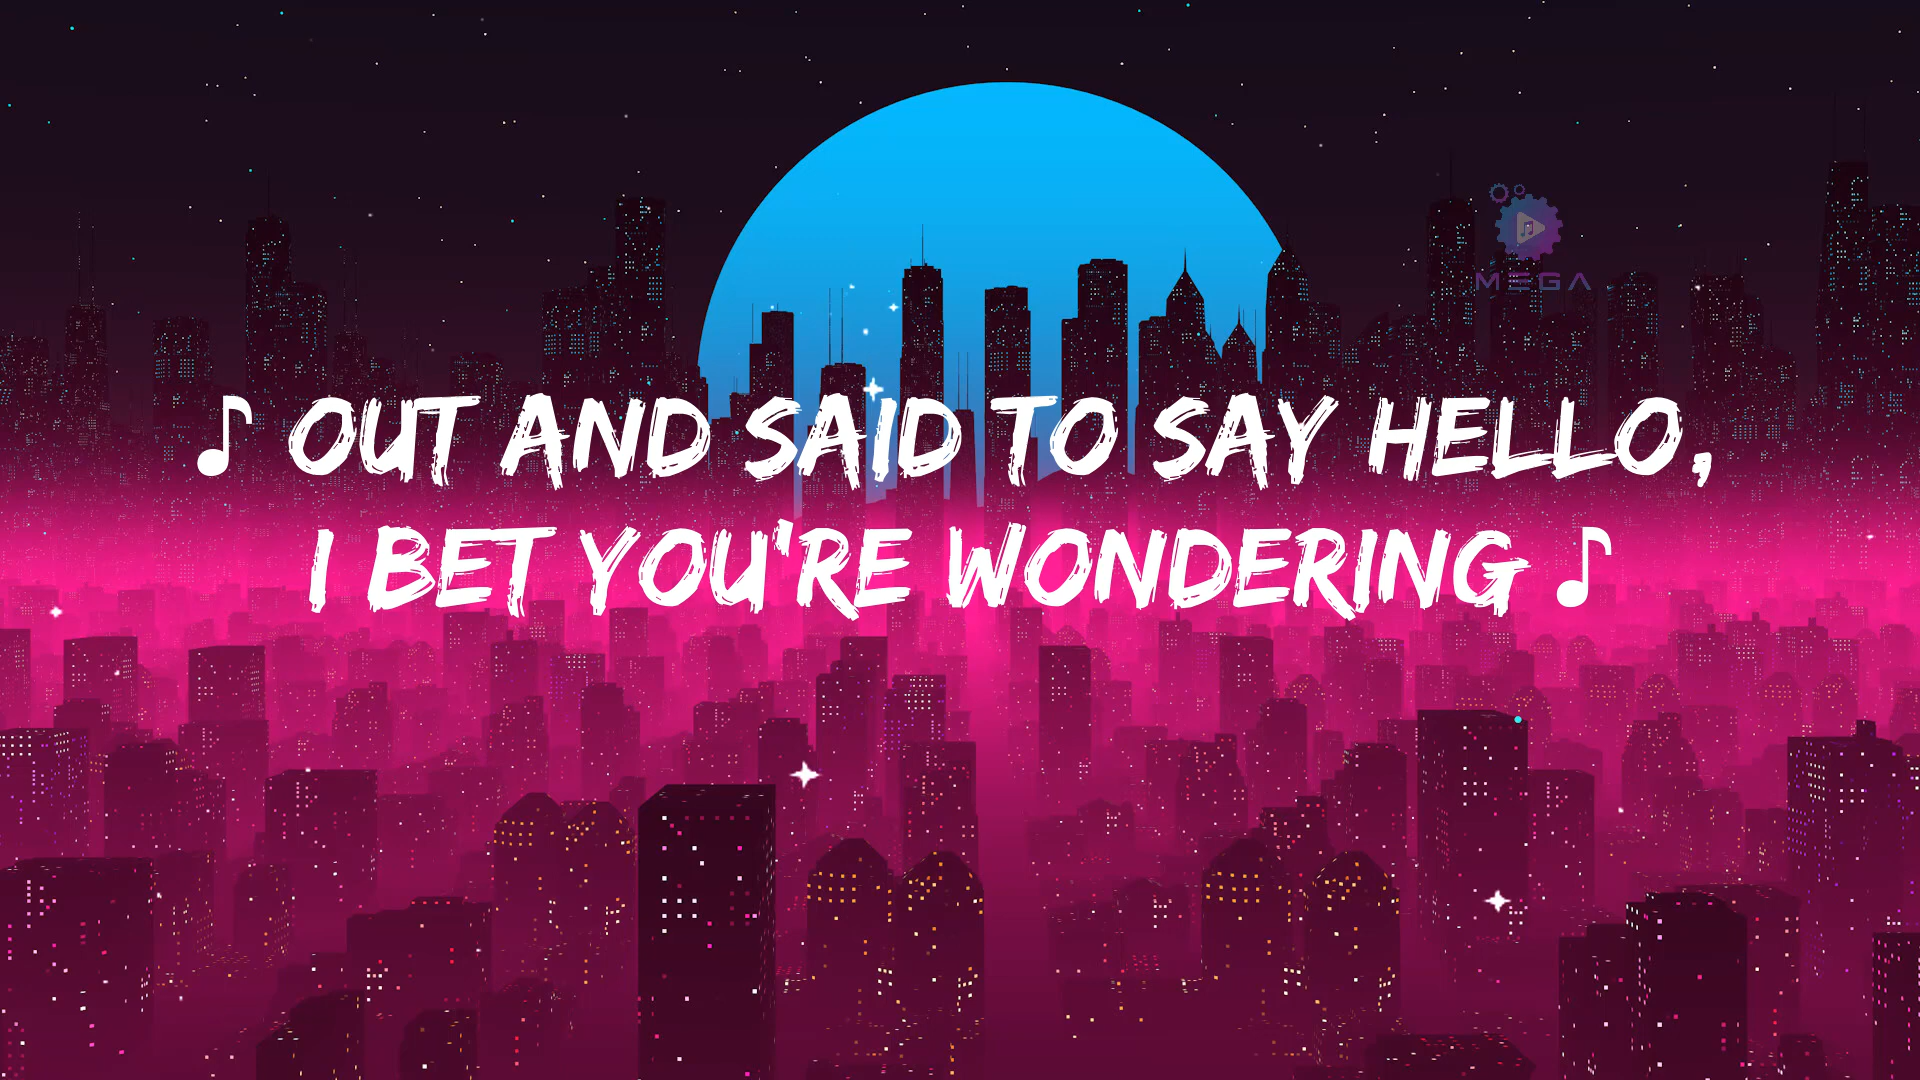 MEGA
♪ OUT AND SAID TO SAY HELLO,
I BET YOU'RE WONDERING ♪